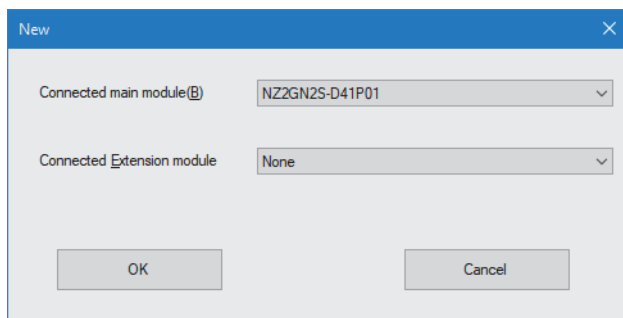 New
Connected main module(B) NZ2GN2S-D41P01
Connected Extension module None
OK Cancel